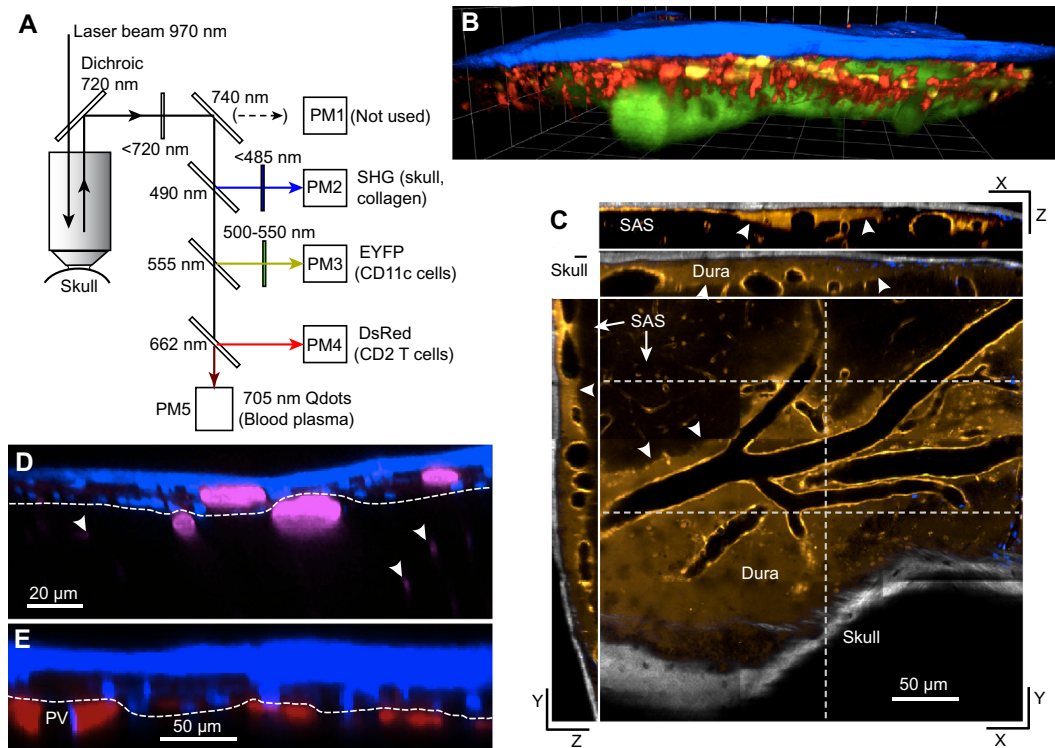 A
Laser beam 970 nm
Dichroic
720 nm
740 nm
PM1
(Not used)
<720 nm
<485 nm
490 nm
PM2
SHG (skull,
collagen)
500-550 nm
555 nm
PM3
EYFP
(CD11c cells)
Skull
662 nm
PM4
DsRed
(CD2 T cells)
PM5
705 nm Qdots
(Blood plasma)
B
C
X
Z
SAS
Skull
Dura
SAS
Dura
Skull
50 µm
Y
Z
Y
X
D
20 µm
E
PV
50 µm